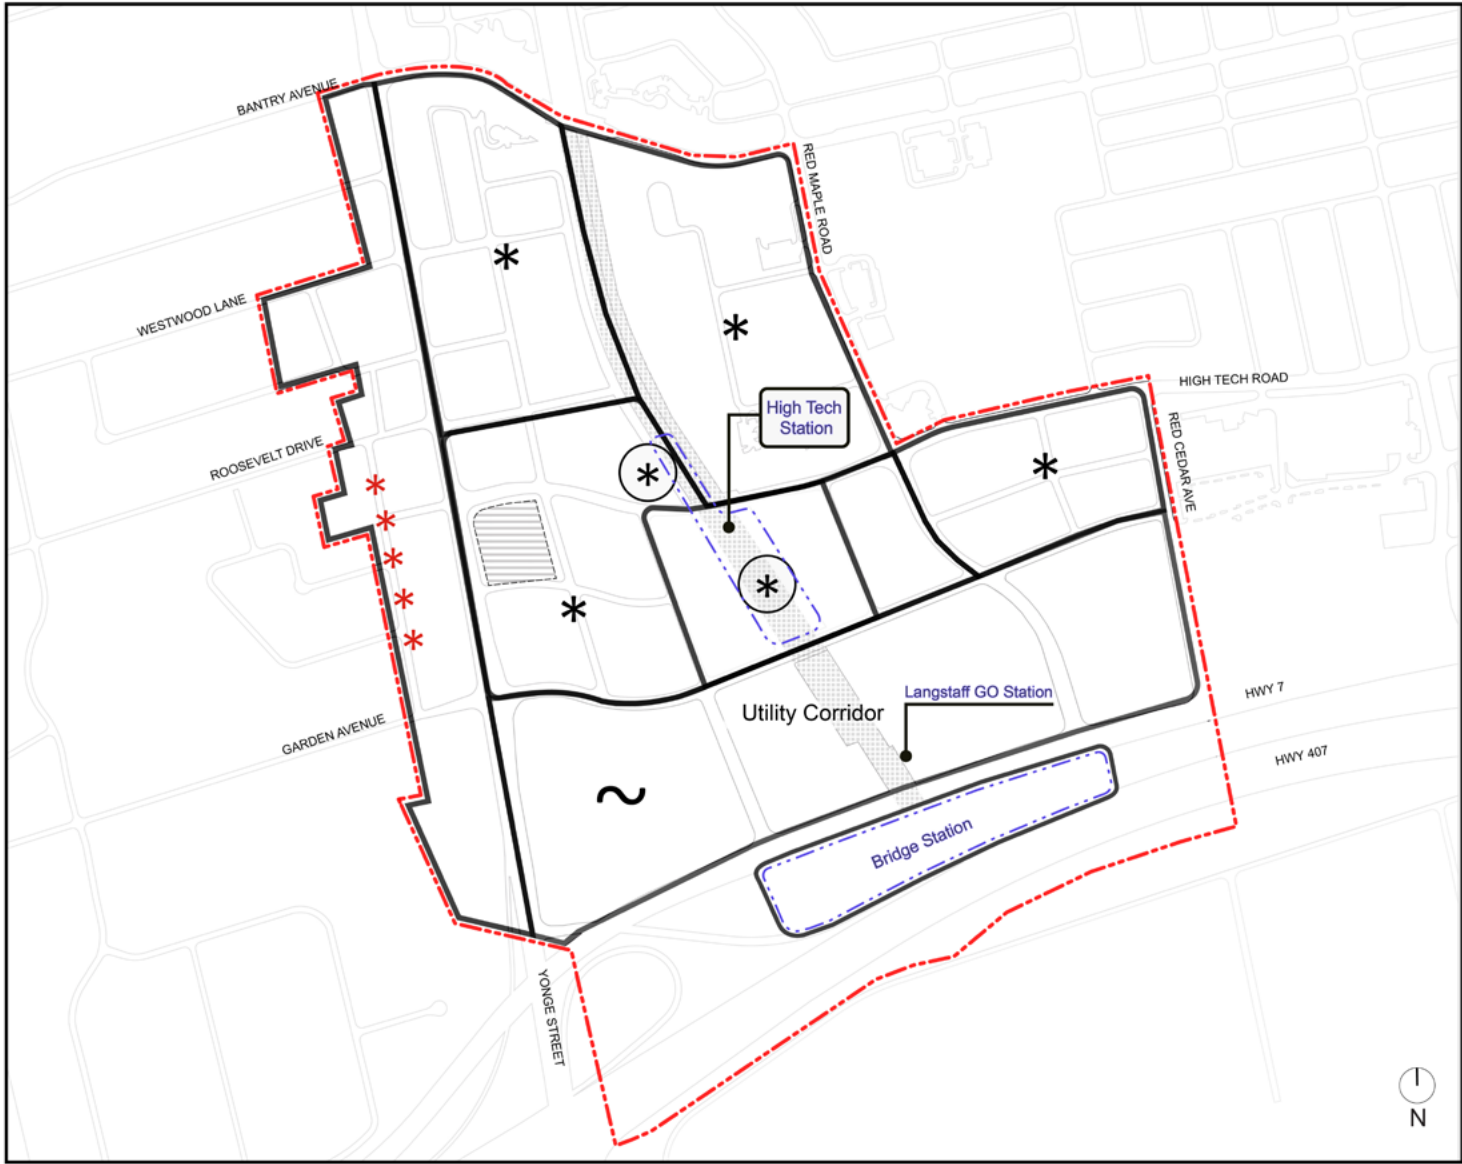 BANTRY AVENUE
RED MAPLE ROAD
WESTWOOD LANE
HIGH TECH ROAD
High Tech
Station
RED CEDAR AVE
ROOSEVELT DRIVE
Langstaff GO Station
HWY 7
Utility Corridor
GARDEN AVENUE
HWY 407
Bridge Station
YONGE STREET
N